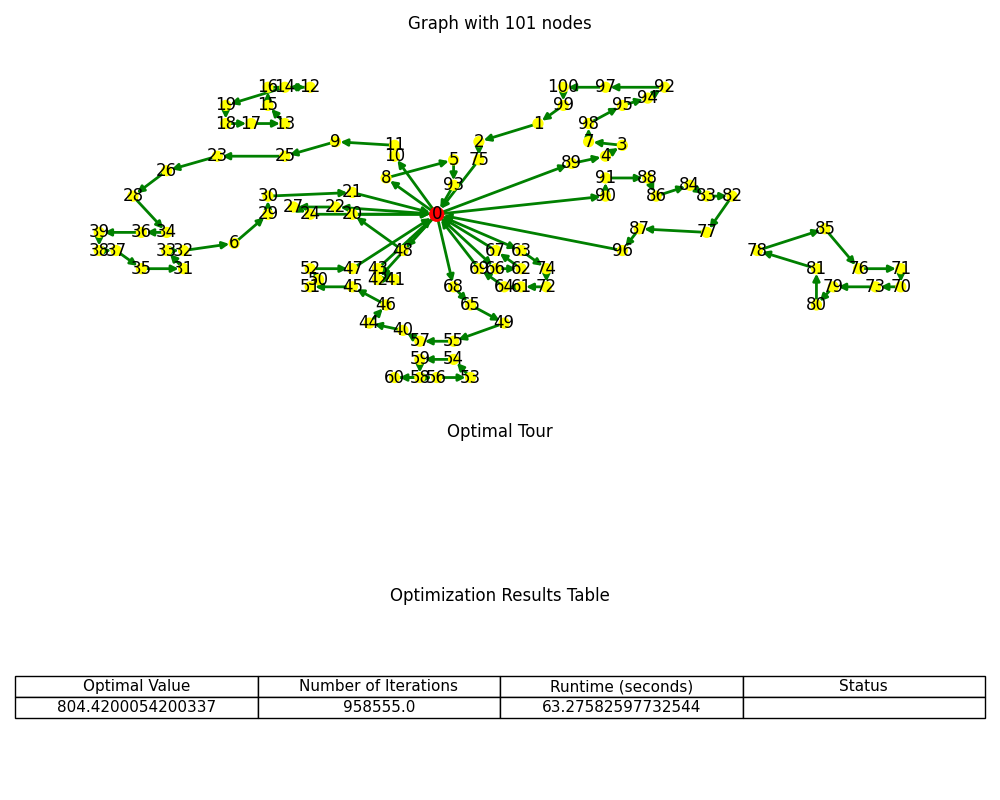 Graph with 101 nodes
16 14 12 100 97 92
19 15 99 95 94
18 17 13 1 98
9 11 2 7 3
23 25 10 5 75 89 4
26 8 93 91 88
28 30 21 90 86 84 83 82
29 27 24 22 20 0
39 36 34 6 87 77 85
38 37 33 32 48 67 63 96 78
35 31 52 47 43 69 66 62 74 81 76 71
50 51 45 42 41 68 64 61 72 79 73 70
46 65 80
44 40 49
57 55
59 54
60 58 56 53
Optimal Tour
Optimization Results Table
Optimal Value Number of Iterations Runtime (seconds) Status
804.4200054200337 958555.0 63.27582597732544